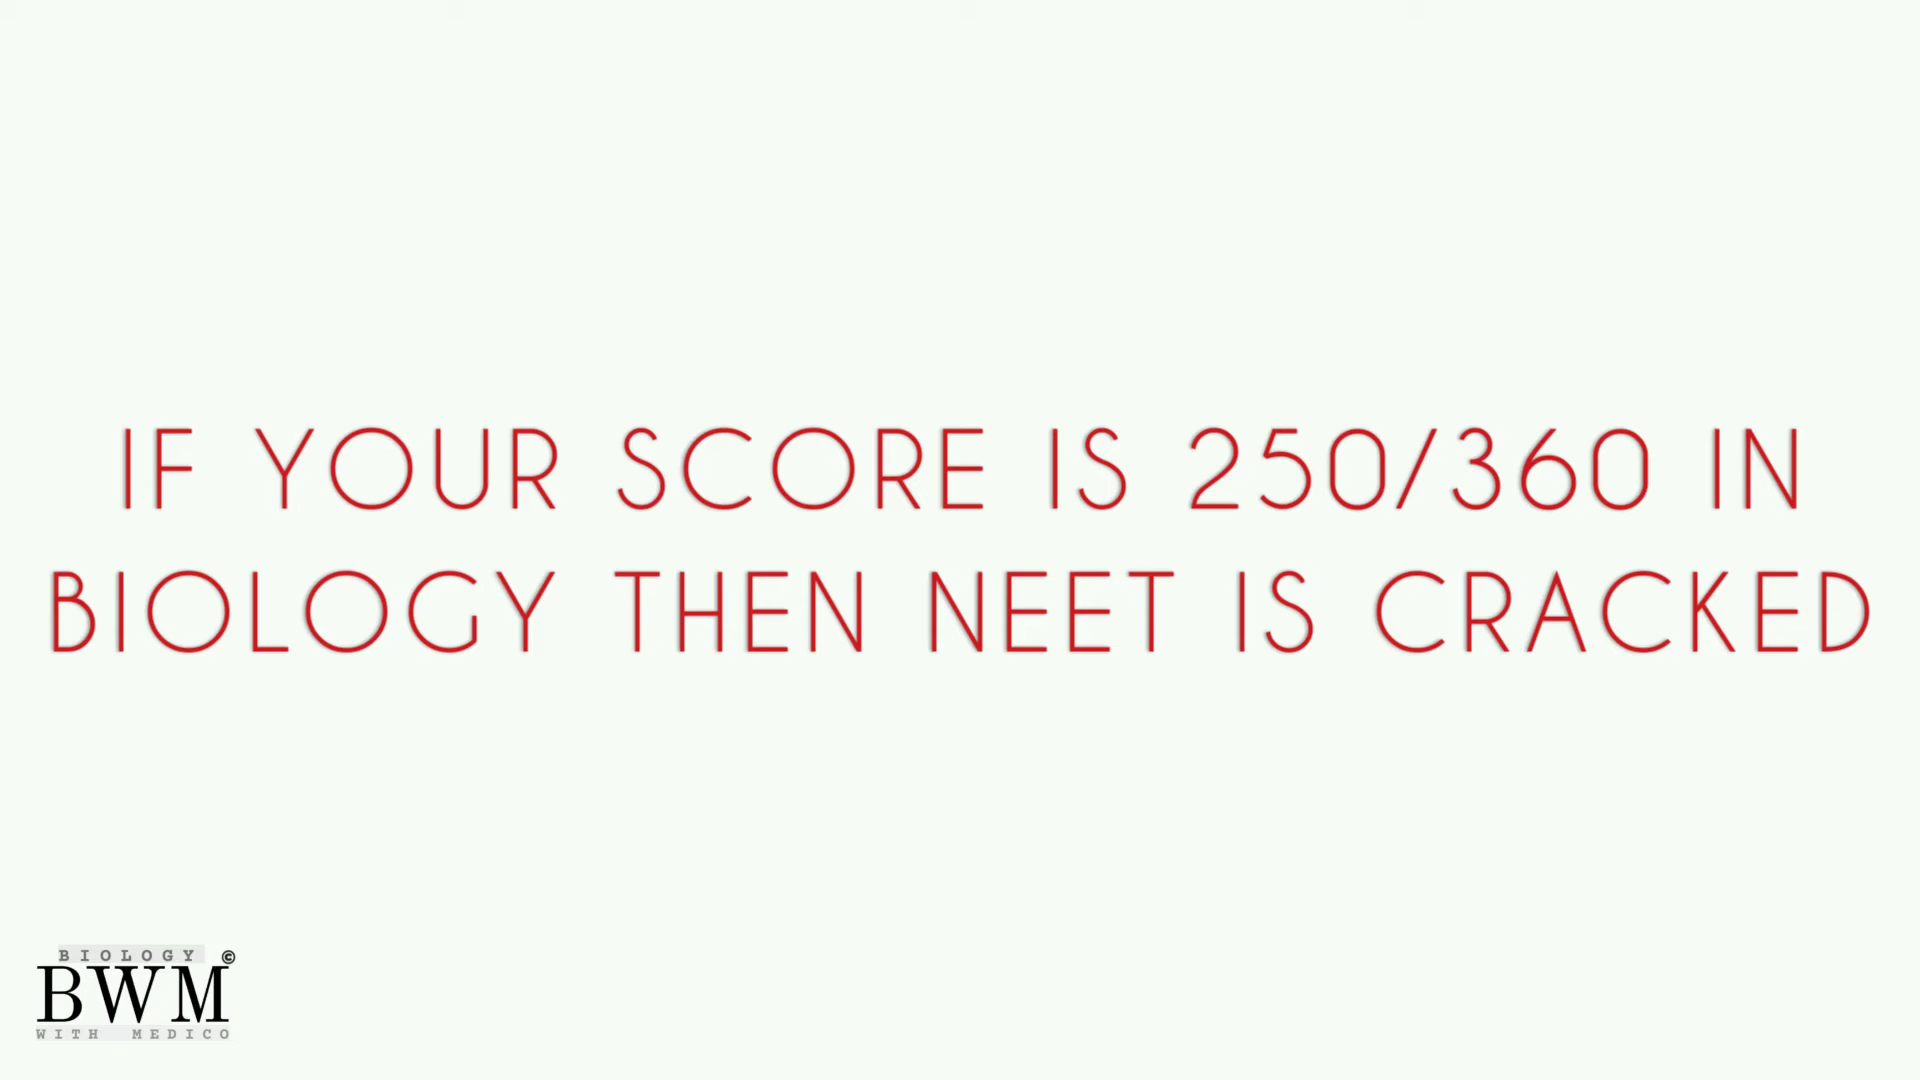 IF YOUR SCORE IS 250/360 IN
BIOLOGY THEN NEET IS CRACKED
BIOLOGY ©
BWM
WITH MEDICO